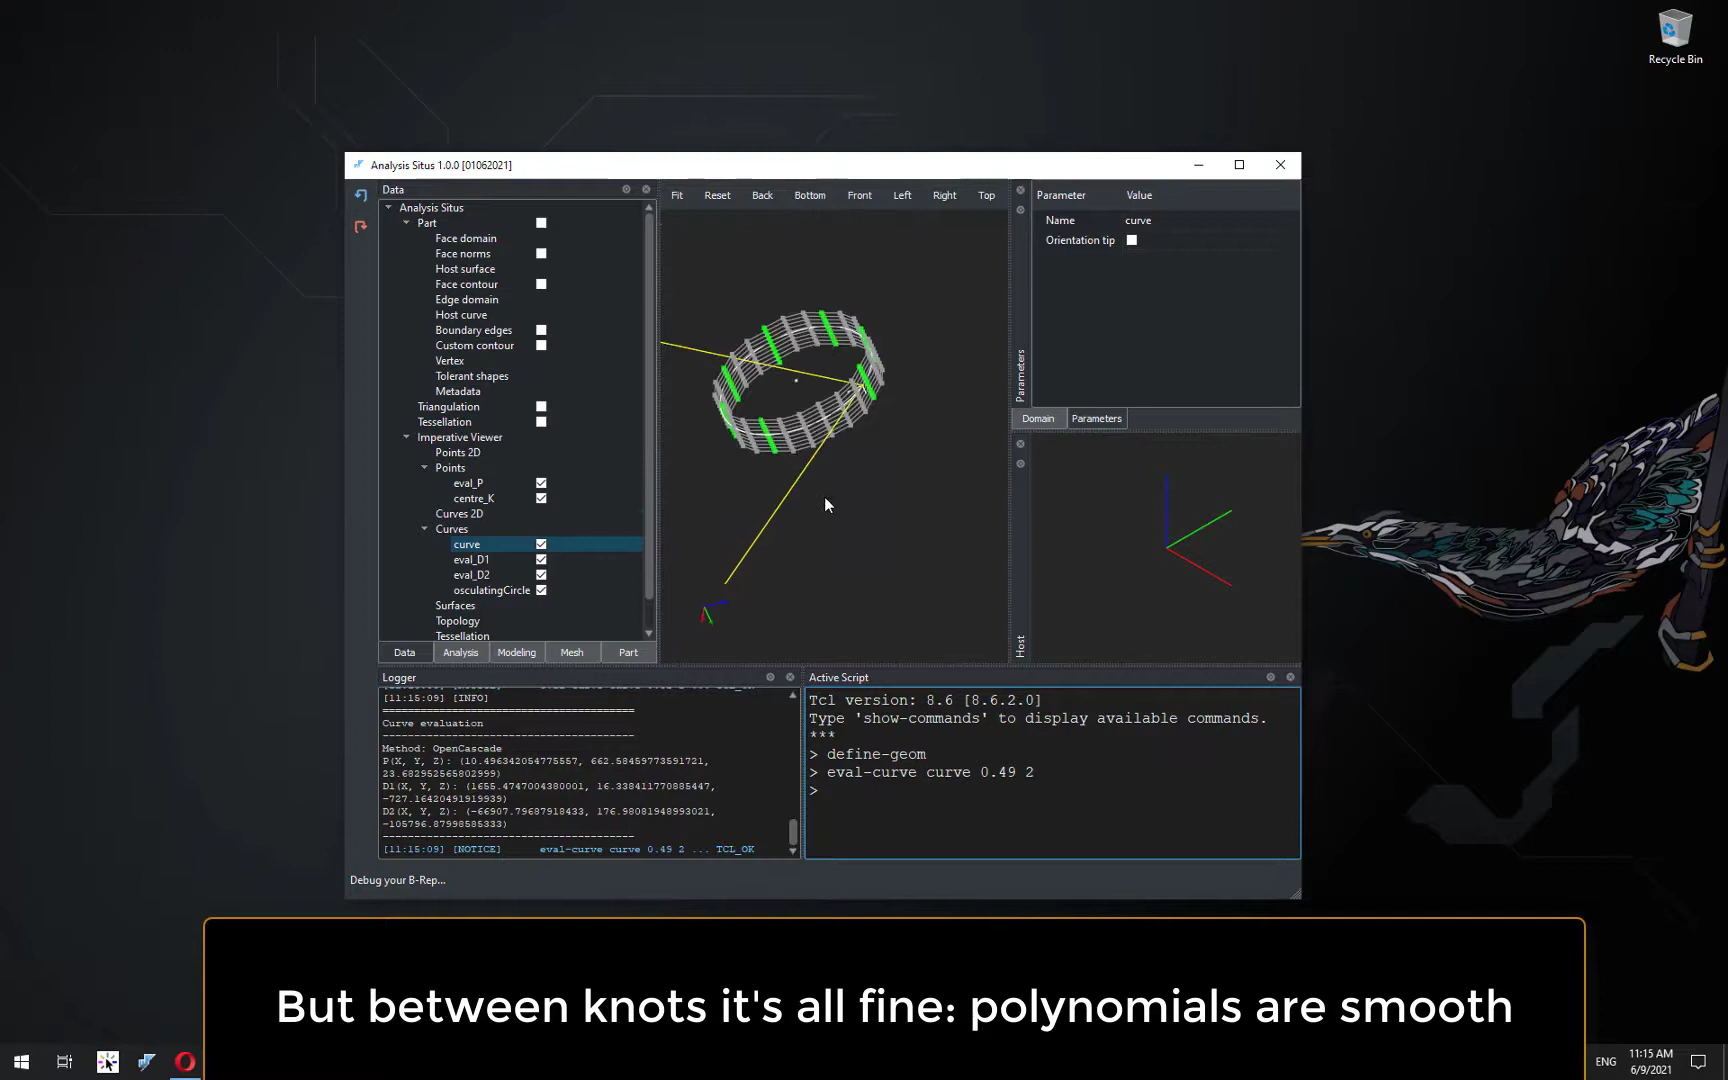 Recycle Bin
Analysis Situs 1.0.0 [01062021]
Data
Analysis Situs
Part
Face domain
Face norms
Host surface
Face contour
Edge domain
Host curve
Boundary edges
Custom contour
Vertex
Tolerant shapes
Metadata
Triangulation
Tessellation
Imperative Viewer
Points 2D
Points
eval_P
centre_K
Curves 2D
Curves
curve
eval_D1
eval_D2
osculatingCircle
Surfaces
Topology
Tessellation
Data Analysis Modeling Mesh Part
Fit Reset Back Bottom Front Left Right Top
Parameters
Parameter Value
Name curve
Orientation tip
Domain Parameters
Host
Logger
[11:15:09] [INFO]
========================================
Curve evaluation
----------------------------------------
Method: OpenCascade
P(X, Y, Z): (10.496342054775557, 662.58459773591721,
23.682952565802999)
D1(X, Y, Z): (1655.4747004380001, 16.338411770885447,
-727.16420491919939)
D2(X, Y, Z): (-66907.79687918433, 176.98081948993021,
-105796.87998585333)
----------------------------------------
[11:15:09] [NOTICE] eval-curve curve 0.49 2 ... TCL_OK
Active Script
Tcl version: 8.6 [8.6.2.0]
Type 'show-commands' to display available commands.
***
> define-geom
> eval-curve curve 0.49 2
>
Debug your B-Rep...
But between knots it's all fine: polynomials are smooth
ENG
11:15 AM
6/9/2021